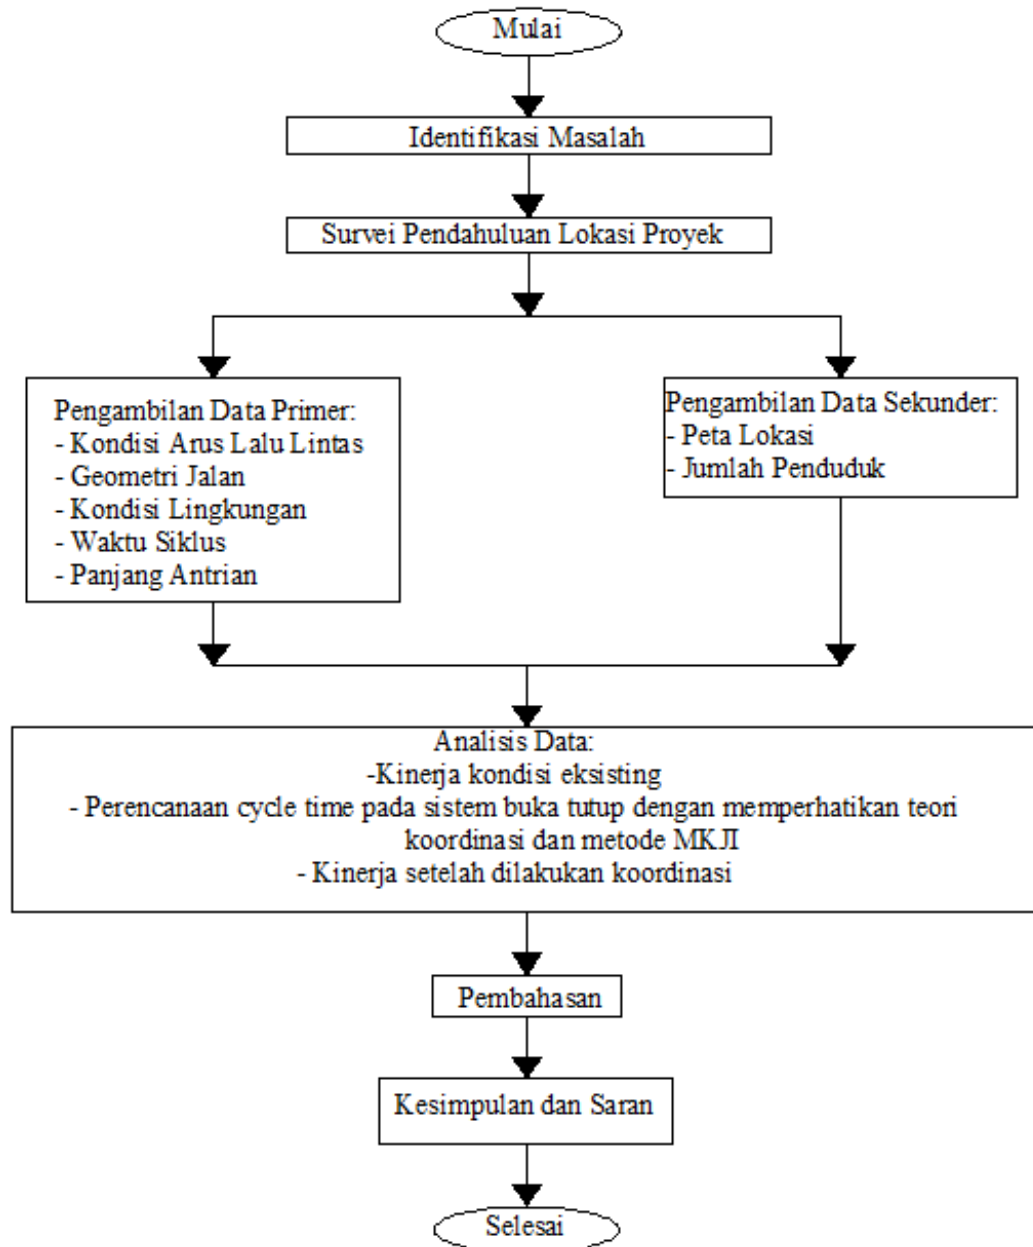 Mulai
Identifikasi Masalah
Survei Pendahuluan Lokasi Proyek
Pengambilan Data Primer:
- Kondisi Arus Lalu Lintas
- Geometri Jalan
- Kondisi Lingkungan
- Waktu Siklus
- Panjang Antrian
Pengambilan Data Sekunder:
- Peta Lokasi
- Jumlah Penduduk
Analisis Data:
-Kinerja kondisi eksisting
- Perencanaan cycle time pada sistem buka tutup dengan memperhatikan teori
koordinasi dan metode MKJI
- Kinerja setelah dilakukan koordinasi
Pembahasan
Kesimpulan dan Saran
Selesai